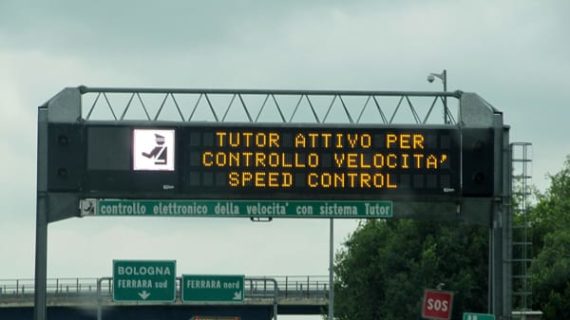 TUTOR ATTIVO PER
CONTROLLO VELOCITA'
SPEED CONTROL
controllo elettronico della velocita' con sistema Tutor
BOLOGNA
FERRARA sud
FERRARA nord
SOS